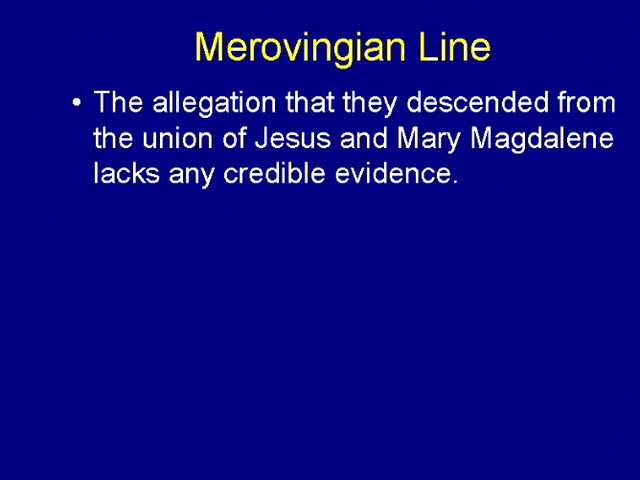 Merovingian Line
• The allegation that they descended from
the union of Jesus and Mary Magdalene
lacks any credible evidence.